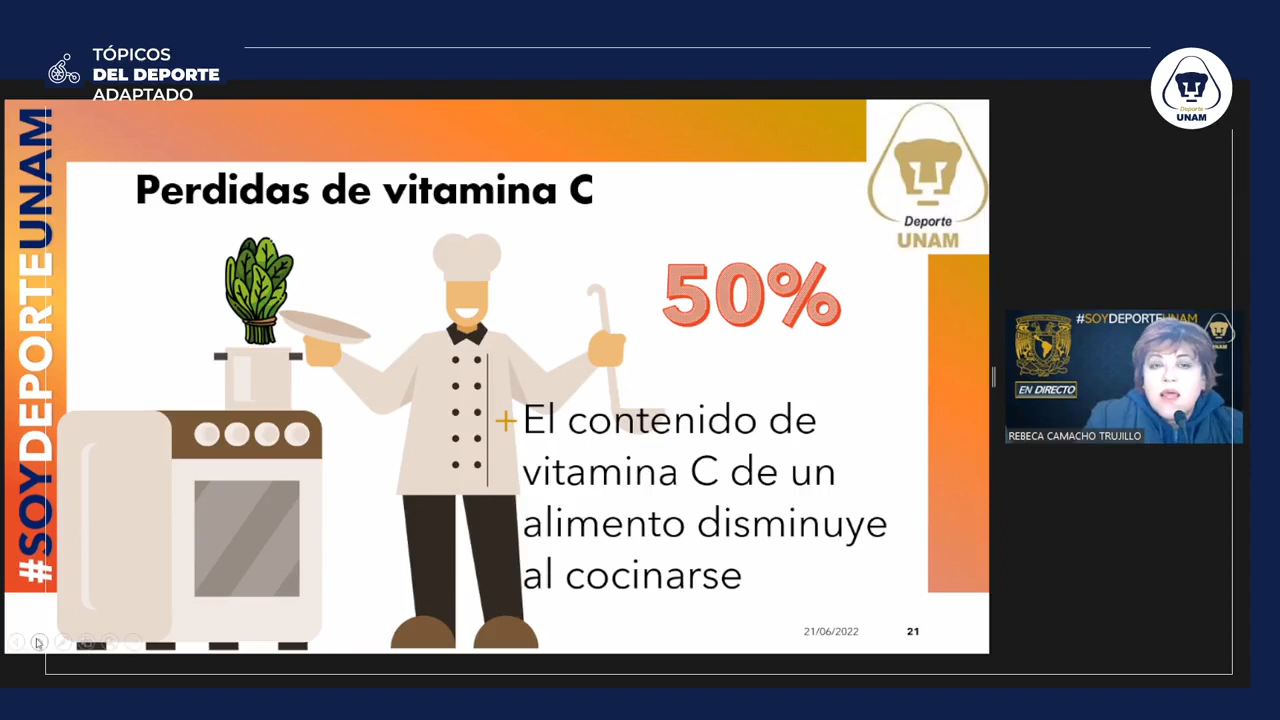 TÓPICOS
DEL DEPORTE
ADAPTADO
Deporte
UNAM
#SOYDEPORTEUNAM
Perdidas de vitamina C
Deporte
UNAM
50%
+El contenido de
vitamina C de un
alimento disminuye
al cocinarse
21/06/2022
21
#SOYDEPORTEUNAM
UNAM
EN DIRECTO
REBECA CAMACHO TRUJILLO